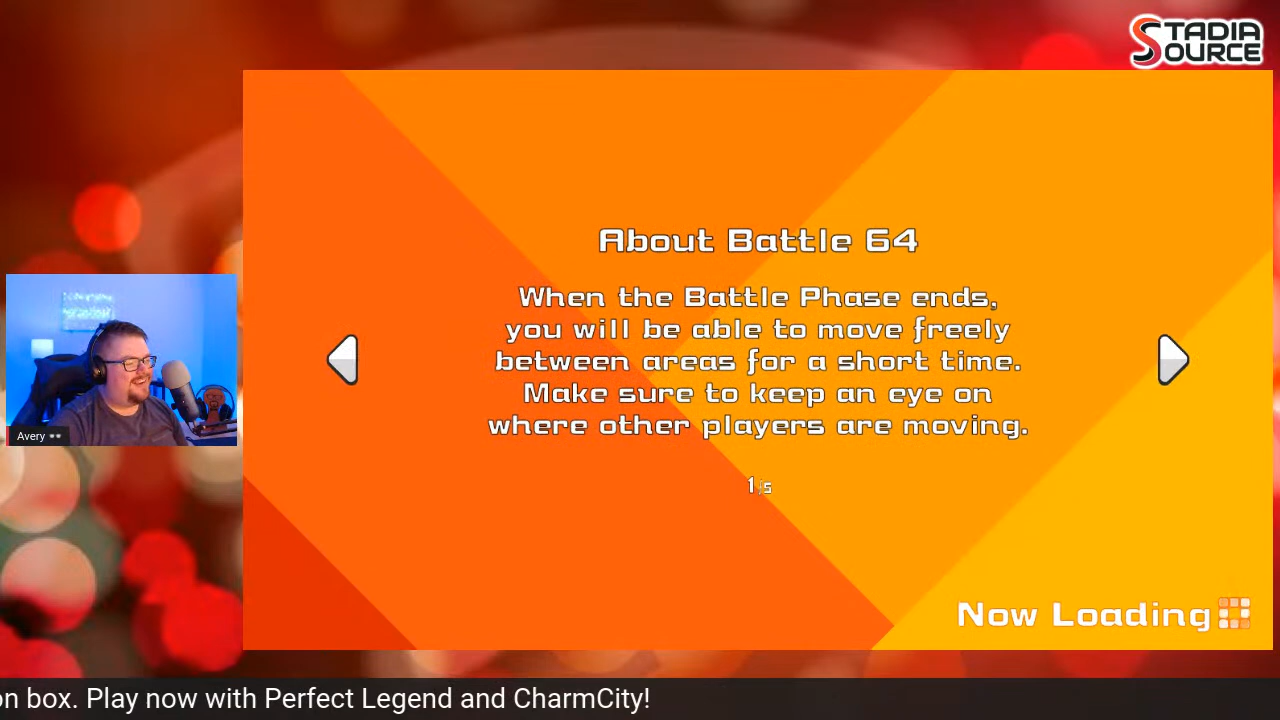 STADIA
SOURCE
About Battle 64
When the Battle Phase ends,
you will be able to move freely
between areas for a short time.
Make sure to keep an eye on
where other players are moving.
1/5
Avery
Now Loading
on box. Play now with Perfect Legend and CharmCity!